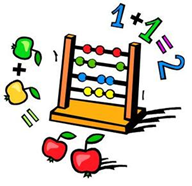 1+1=2
+
=